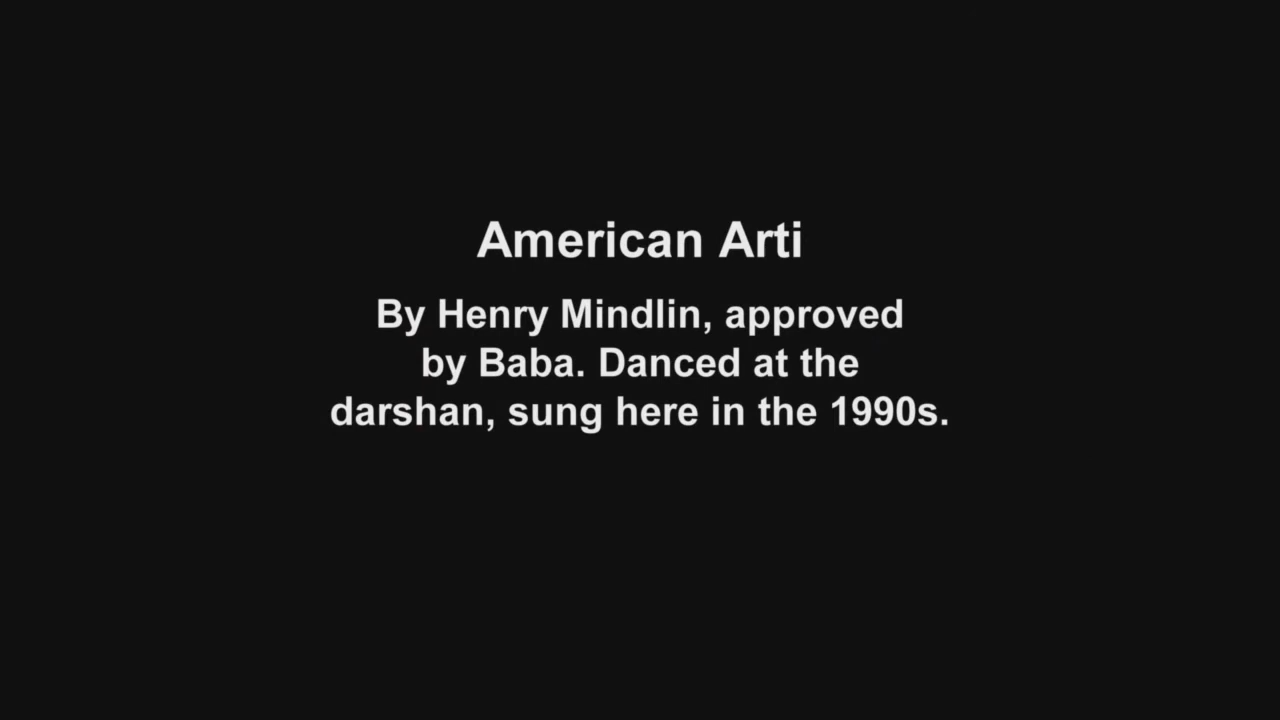 American Arti
By Henry Mindlin, approved
by Baba. Danced at the
darshan, sung here in the 1990s.